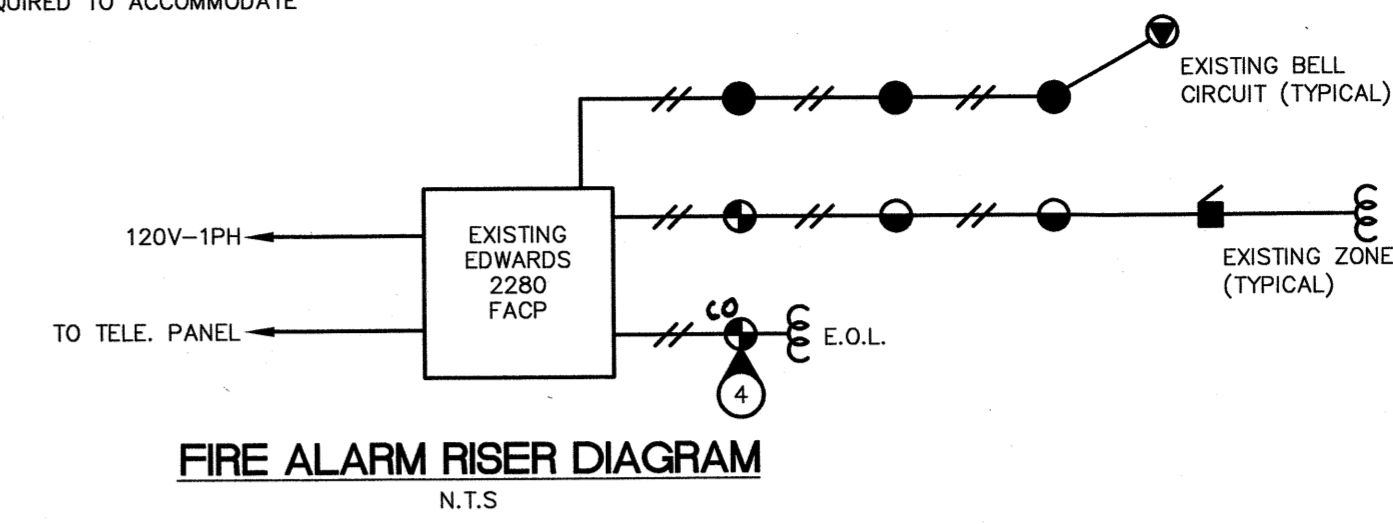 QUIRED TO ACCOMMODATE
EXISTING BELL
CIRCUIT (TYPICAL)
120V-1PH
EXISTING
EDWARDS
2280
FACP
EXISTING ZONE
(TYPICAL)
TO TELE. PANEL
CO
E.O.L.
4
FIRE ALARM RISER DIAGRAM
N.T.S